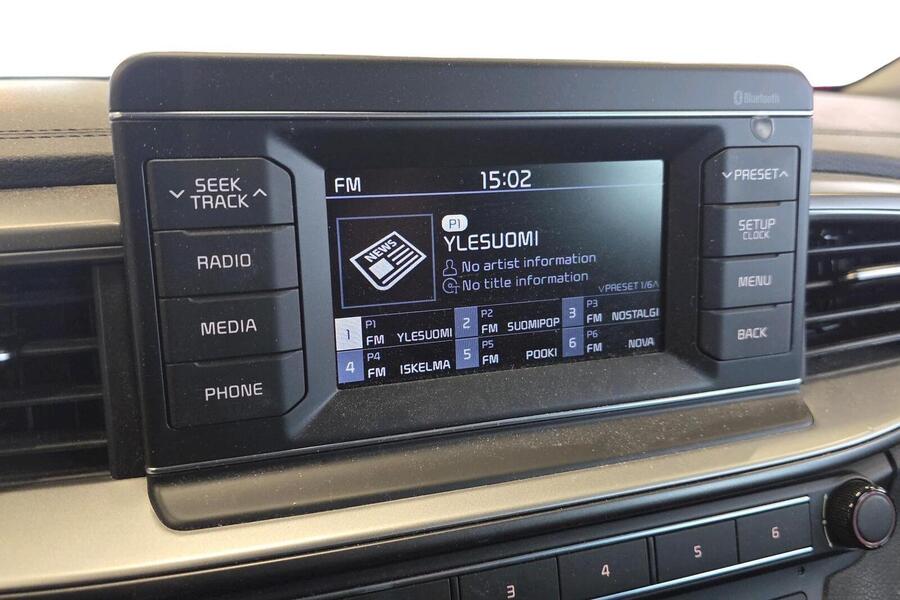 Bluetooth
SEEK
TRACK
RADIO
MEDIA
PHONE
FM 15:02
NEWS
P1
YLESUOMI
No artist information
No title information
PRESET 1/6
1 P1 FM YLESUOMI
2 P2 FM SUOMIPOP
3 P3 FM NOSTALGI
4 P4 FM ISKELMA
5 P5 FM POOKI
6 P6 FM NOVA
PRESET
SETUP
CLOCK
MENU
BACK
3 4 5 6